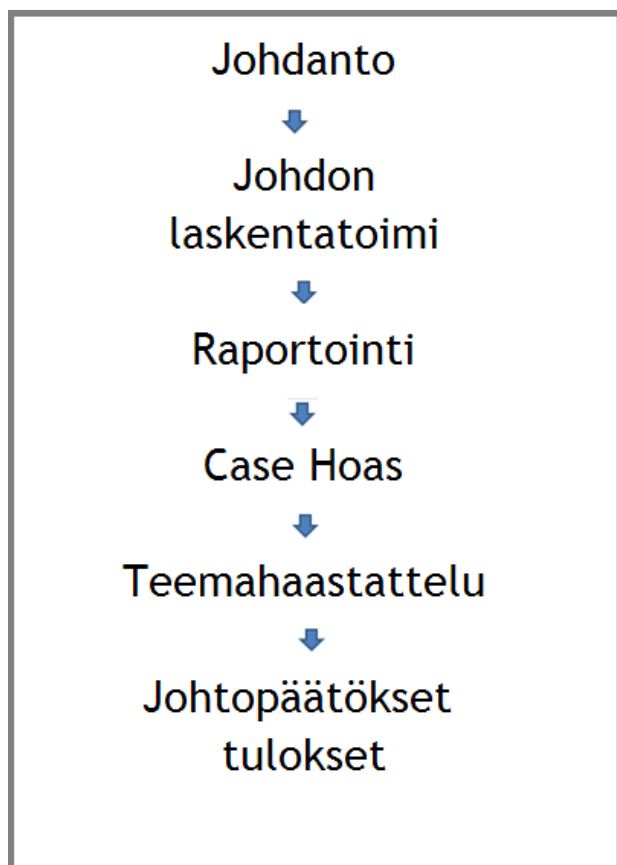 Johdanto
Johdon
laskentatoimi
Raportointi
Case Hoas
Teemahaastattelu
Johtopäätökset
tulokset